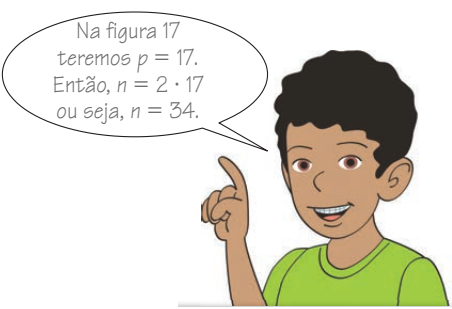 Na figura 17
teremos p = 17.
Então, n = 2 · 17
ou seja, n = 34.